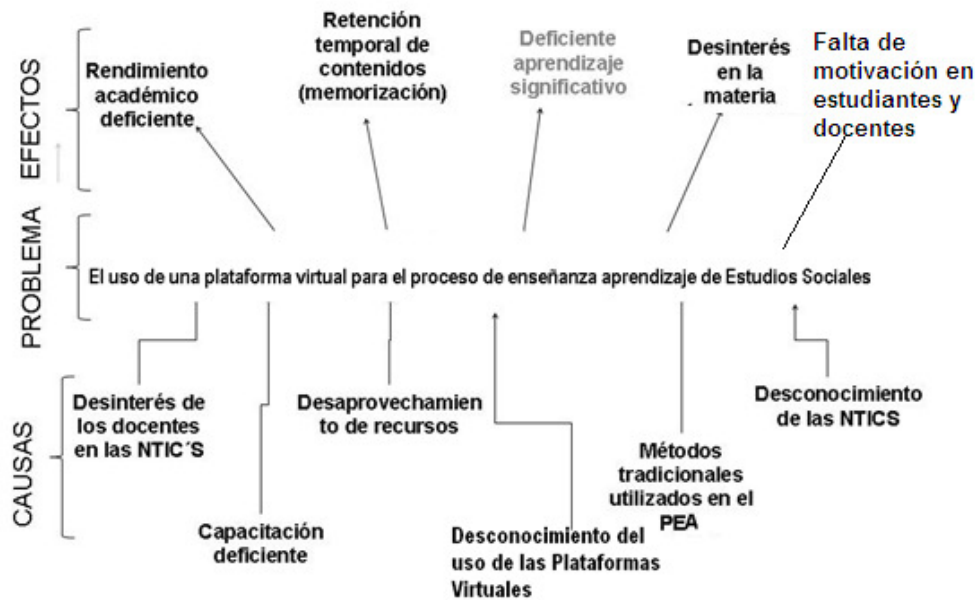 EFECTOS
Rendimiento
académico
deficiente
Retención
temporal de
contenidos
(memorización)
Deficiente
aprendizaje
significativo
Desinterés
en la
materia
Falta de
motivación en
estudiantes y
docentes
PROBLEMA
El uso de una plataforma virtual para el proceso de enseñanza aprendizaje de Estudios Sociales
CAUSAS
Desinterés de
los docentes
en las NTIC´S
Capacitación
deficiente
Desaprovechamien
to de recursos
Desconocimiento del
uso de las Plataformas
Virtuales
Métodos
tradicionales
utilizados en el
PEA
Desconocimiento
de las NTICS